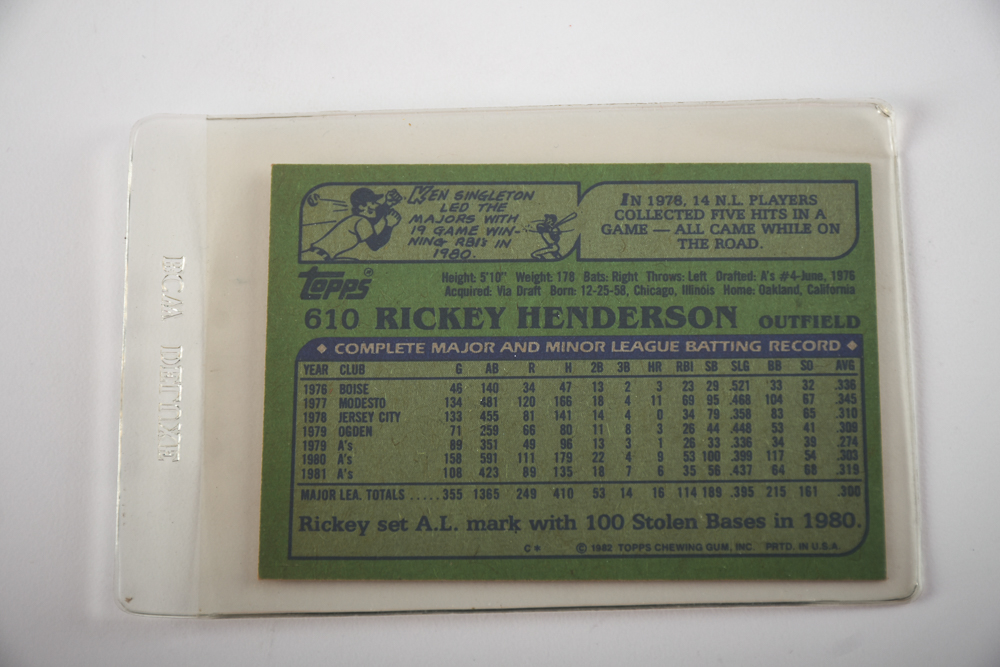 KEN SINGLETON
LED THE
MAJORS WITH
19 GAME WIN-
NING RBI's IN
1980.
IN 1978, 14 N.L. PLAYERS
COLLECTED FIVE HITS IN A
GAME — ALL CAME WHILE ON
THE ROAD.
Topps®
Height: 5'10" Weight: 178 Bats: Right Throws: Left Drafted: A's #4-June, 1976
Acquired: Via Draft Born: 12-25-58, Chicago, Illinois Home: Oakland, California
610 RICKEY HENDERSON OUTFIELD
◆ COMPLETE MAJOR AND MINOR LEAGUE BATTING RECORD ◆
YEAR CLUB G AB R H 2B 3B HR RBI SB SLG BB SO AVG
1976 BOISE 46 140 34 47 13 2 3 23 29 .521 33 32 .336
1977 MODESTO 134 481 120 166 18 4 11 69 95 .468 104 67 .345
1978 JERSEY CITY 133 455 81 141 14 4 0 34 79 .358 83 65 .310
1979 OGDEN 71 259 66 80 11 8 3 26 44 .448 53 41 .309
1979 A's 89 351 49 96 13 3 1 26 33 .336 34 39 .274
1980 A's 158 591 111 179 22 4 9 53 100 .399 117 54 .303
1981 A's 108 423 89 135 18 7 6 35 56 .437 64 68 .319
MAJOR LEA. TOTALS ..... 355 1365 249 410 53 14 16 114 189 .395 215 161 .300
Rickey set A.L. mark with 100 Stolen Bases in 1980.
C* © 1982 TOPPS CHEWING GUM, INC. PRTD. IN U.S.A.